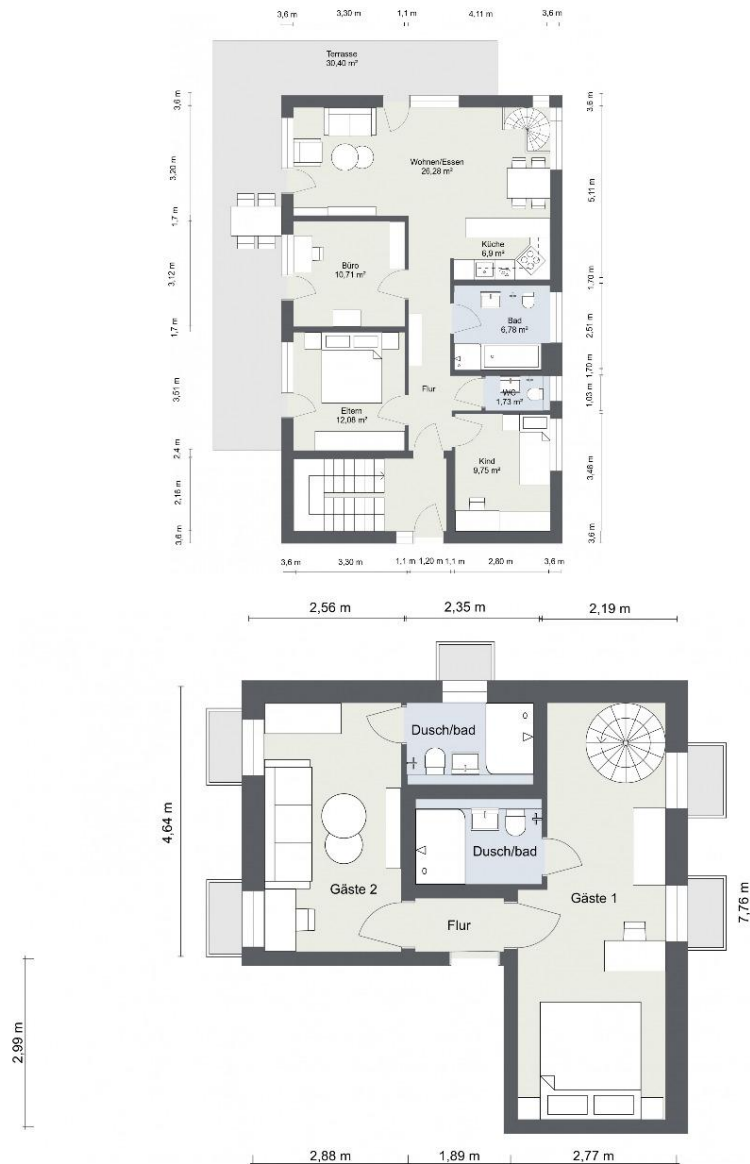 3,6 m 3,30 m 1,1 m 4,11 m 3,6 m
Terrasse
30,40 m²
3,6 m
3,20 m
1,7 m
3,12 m
1,7 m
3,51 m
2,4 m
2,16 m
3,6 m
Wohnen/Essen
26,28 m²
Küche
6,9 m²
Büro
10,71 m²
Bad
6,78 m²
WC
1,73 m²
Eltern
12,08 m²
Flur
Kind
9,75 m²
3,6 m
5,11 m
1,70 m
2,51 m
1,70 m
1,03 m
3,48 m
3,6 m
3,6 m 3,30 m 1,1 m 1,20 m 1,1 m 2,80 m 3,6 m
2,56 m 2,35 m 2,19 m
Dusch/bad
4,64 m
Dusch/bad
Gäste 2
Gäste 1
7,76 m
Flur
2,99 m
2,88 m 1,89 m 2,77 m